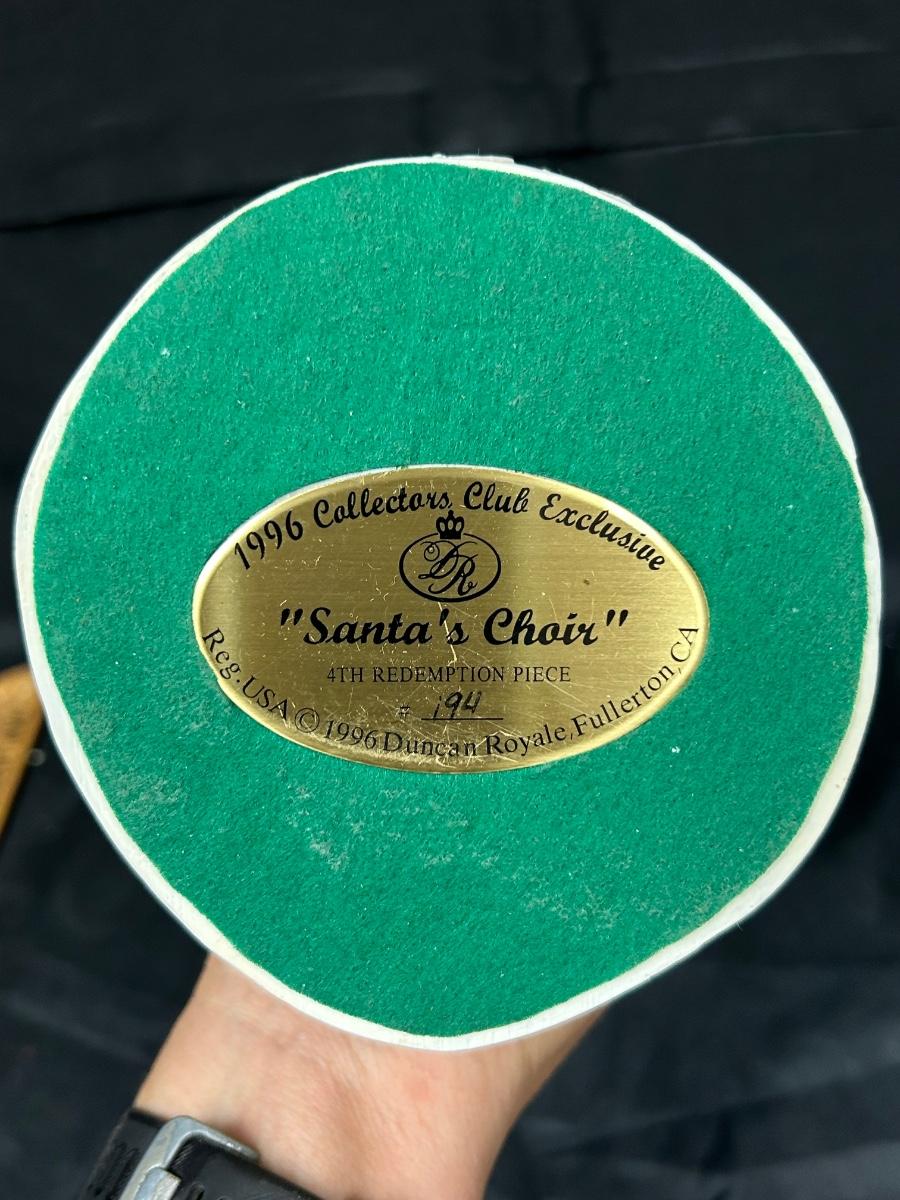 1996 Collectors Club Exclusive
DR
"Santa's Choir"
4TH REDEMPTION PIECE
# 194
Reg. USA © 1996 Duncan Royale, Fullerton, CA